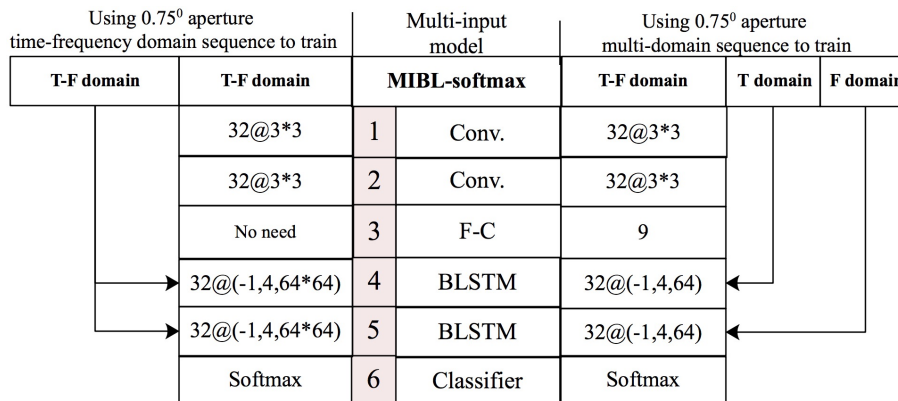 Using 0.75⁰ aperture
time-frequency domain sequence to train
Multi-input
model
Using 0.75⁰ aperture
multi-domain sequence to train
T-F domain T-F domain MIBL-softmax T-F domain T domain F domain
32@3*3 1 Conv. 32@3*3
32@3*3 2 Conv. 32@3*3
No need 3 F-C 9
32@(-1,4,64*64) 4 BLSTM 32@(-1,4,64)
32@(-1,4,64*64) 5 BLSTM 32@(-1,4,64)
Softmax 6 Classifier Softmax